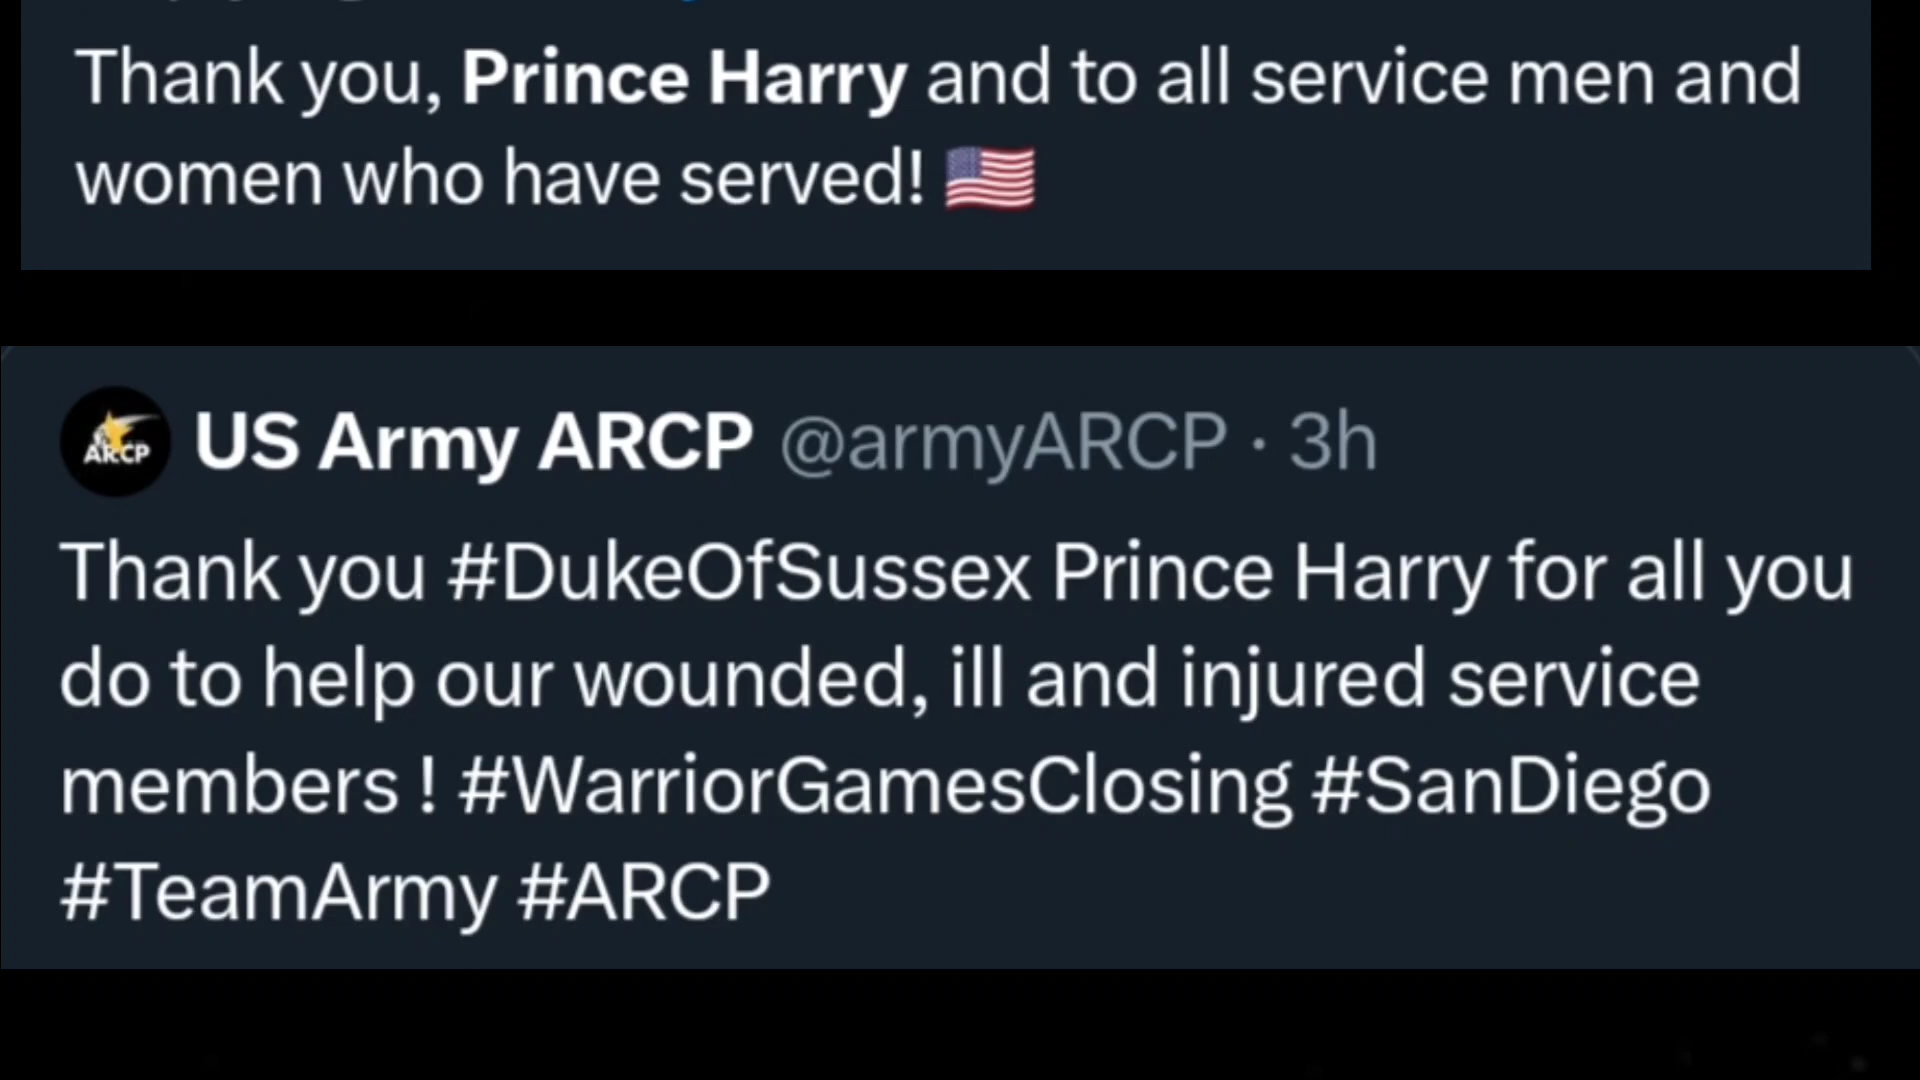 Thank you, Prince Harry and to all service men and
women who have served! 🇺🇸
ARCP
US Army ARCP @armyARCP · 3h
Thank you #DukeOfSussex Prince Harry for all you
do to help our wounded, ill and injured service
members ! #WarriorGamesClosing #SanDiego
#TeamArmy #ARCP